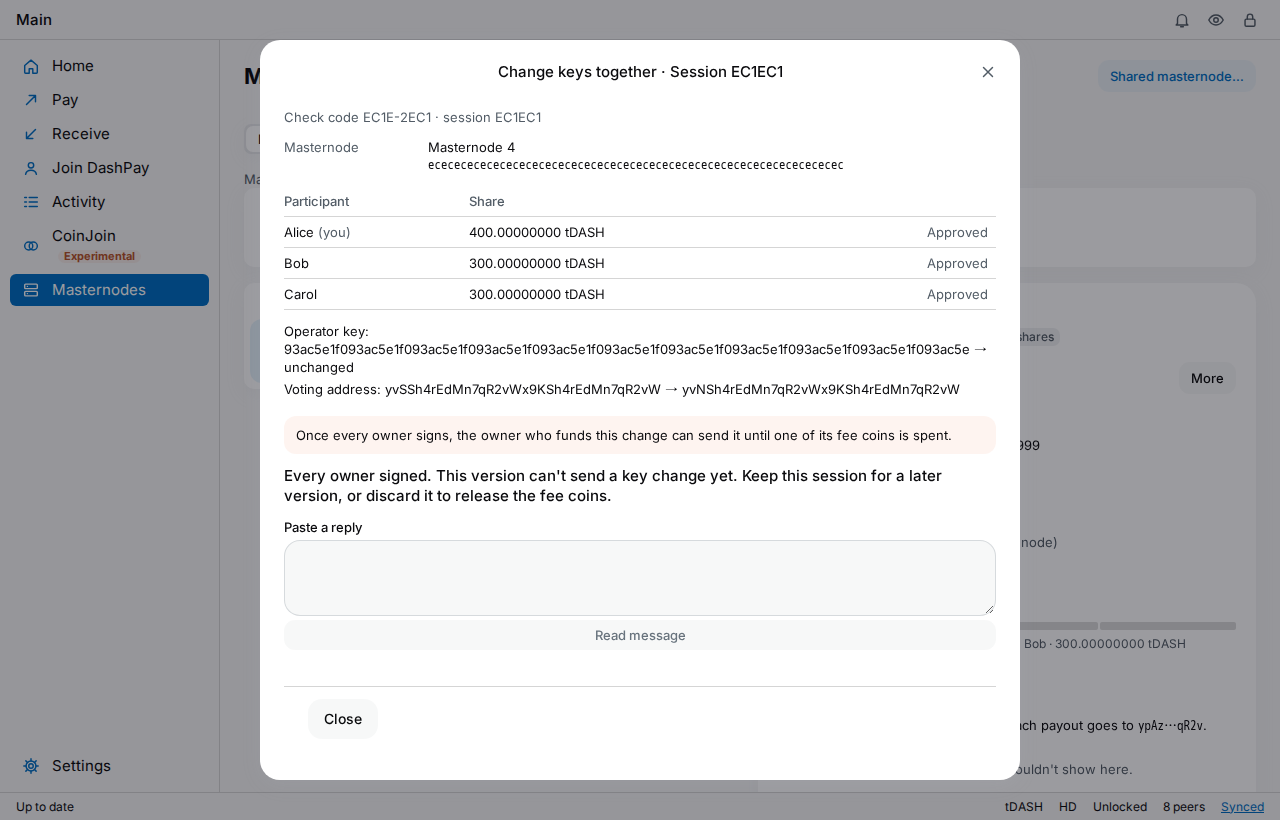 Main
Home
Pay
Receive
Join DashPay
Activity
CoinJoin
Experimental
Masternodes
Settings
Shared masternode...
Change keys together · Session EC1EC1
Check code EC1E-2EC1 · session EC1EC1
Masternode
Masternode 4
ecececececececececececececececececececececececececececececececec
Participant Share
Alice (you) 400.00000000 tDASH Approved
Bob 300.00000000 tDASH Approved
Carol 300.00000000 tDASH Approved
Operator key:
93ac5e1f093ac5e1f093ac5e1f093ac5e1f093ac5e1f093ac5e1f093ac5e1f093ac5e1f093ac5e1f093ac5e1f093ac5e →
unchanged
Voting address: yvSSh4rEdMn7qR2vWx9KSh4rEdMn7qR2vW → yvNSh4rEdMn7qR2vWx9KSh4rEdMn7qR2vW
Once every owner signs, the owner who funds this change can send it until one of its fee coins is spent.
Every owner signed. This version can't send a key change yet. Keep this session for a later
version, or discard it to release the fee coins.
Paste a reply
Read message
Close
shares
More
999
node)
Bob · 300.00000000 tDASH
ach payout goes to ypAz…qR2v.
ouldn't show here.
Up to date
tDASH HD Unlocked 8 peers Synced